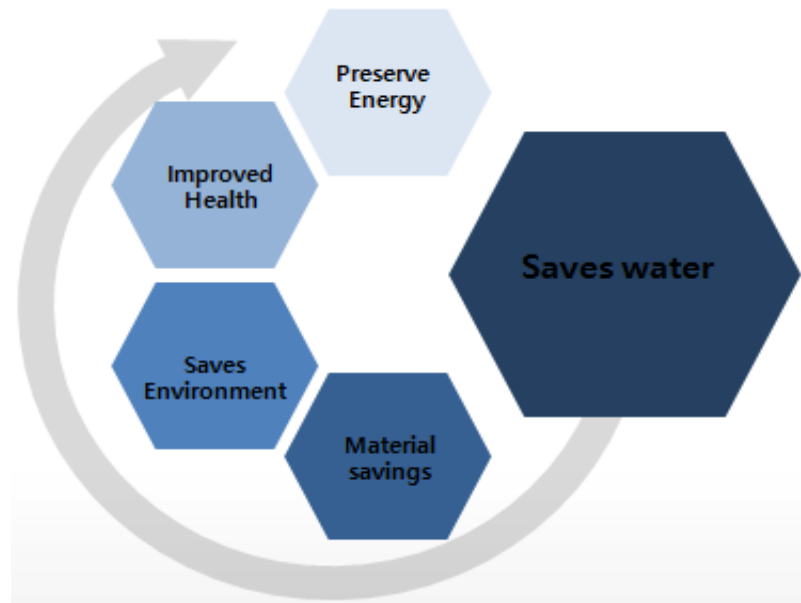 Preserve
Energy
Improved
Health
Saves water
Saves
Environment
Material
savings